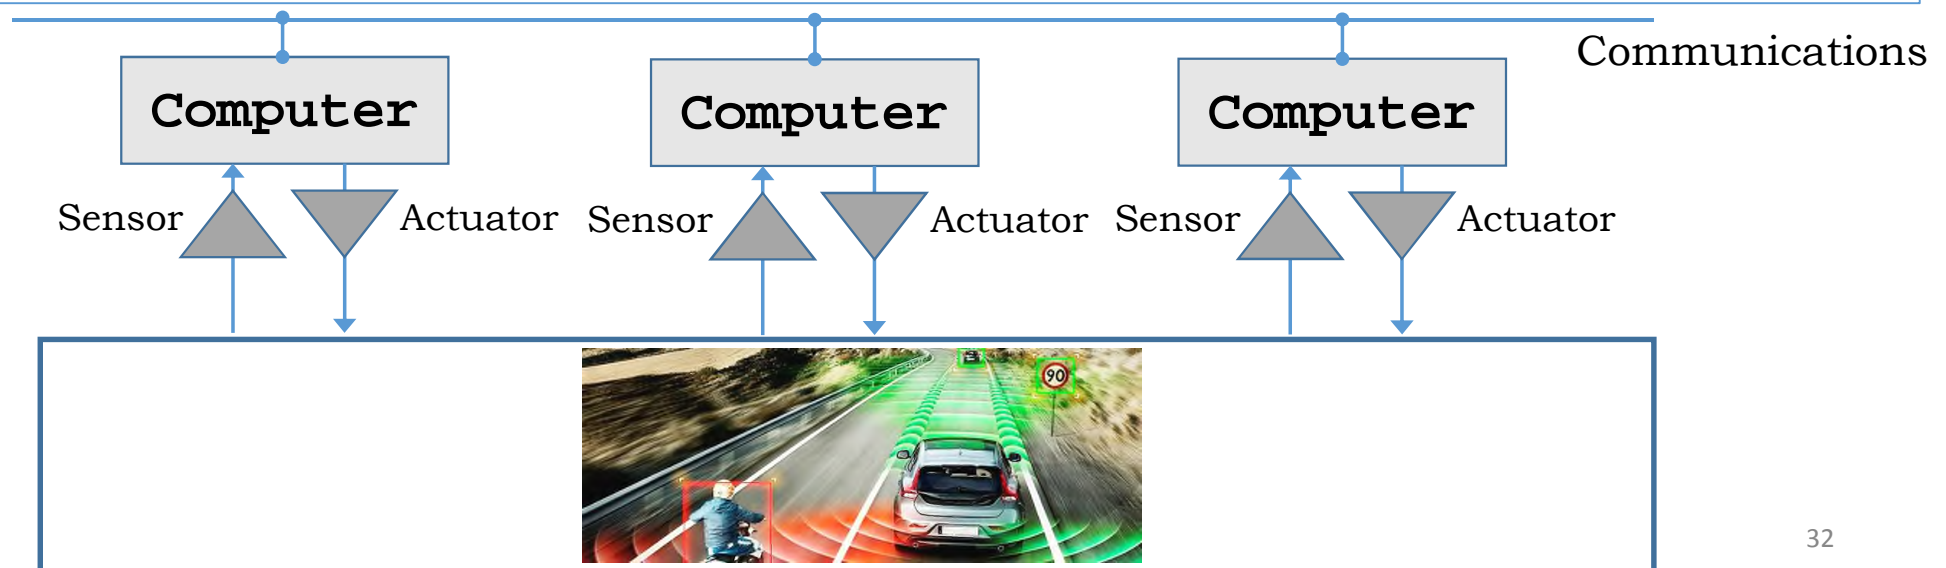 Communications
Computer
Computer
Computer
Sensor
Actuator
Sensor
Actuator
Sensor
Actuator
90
32